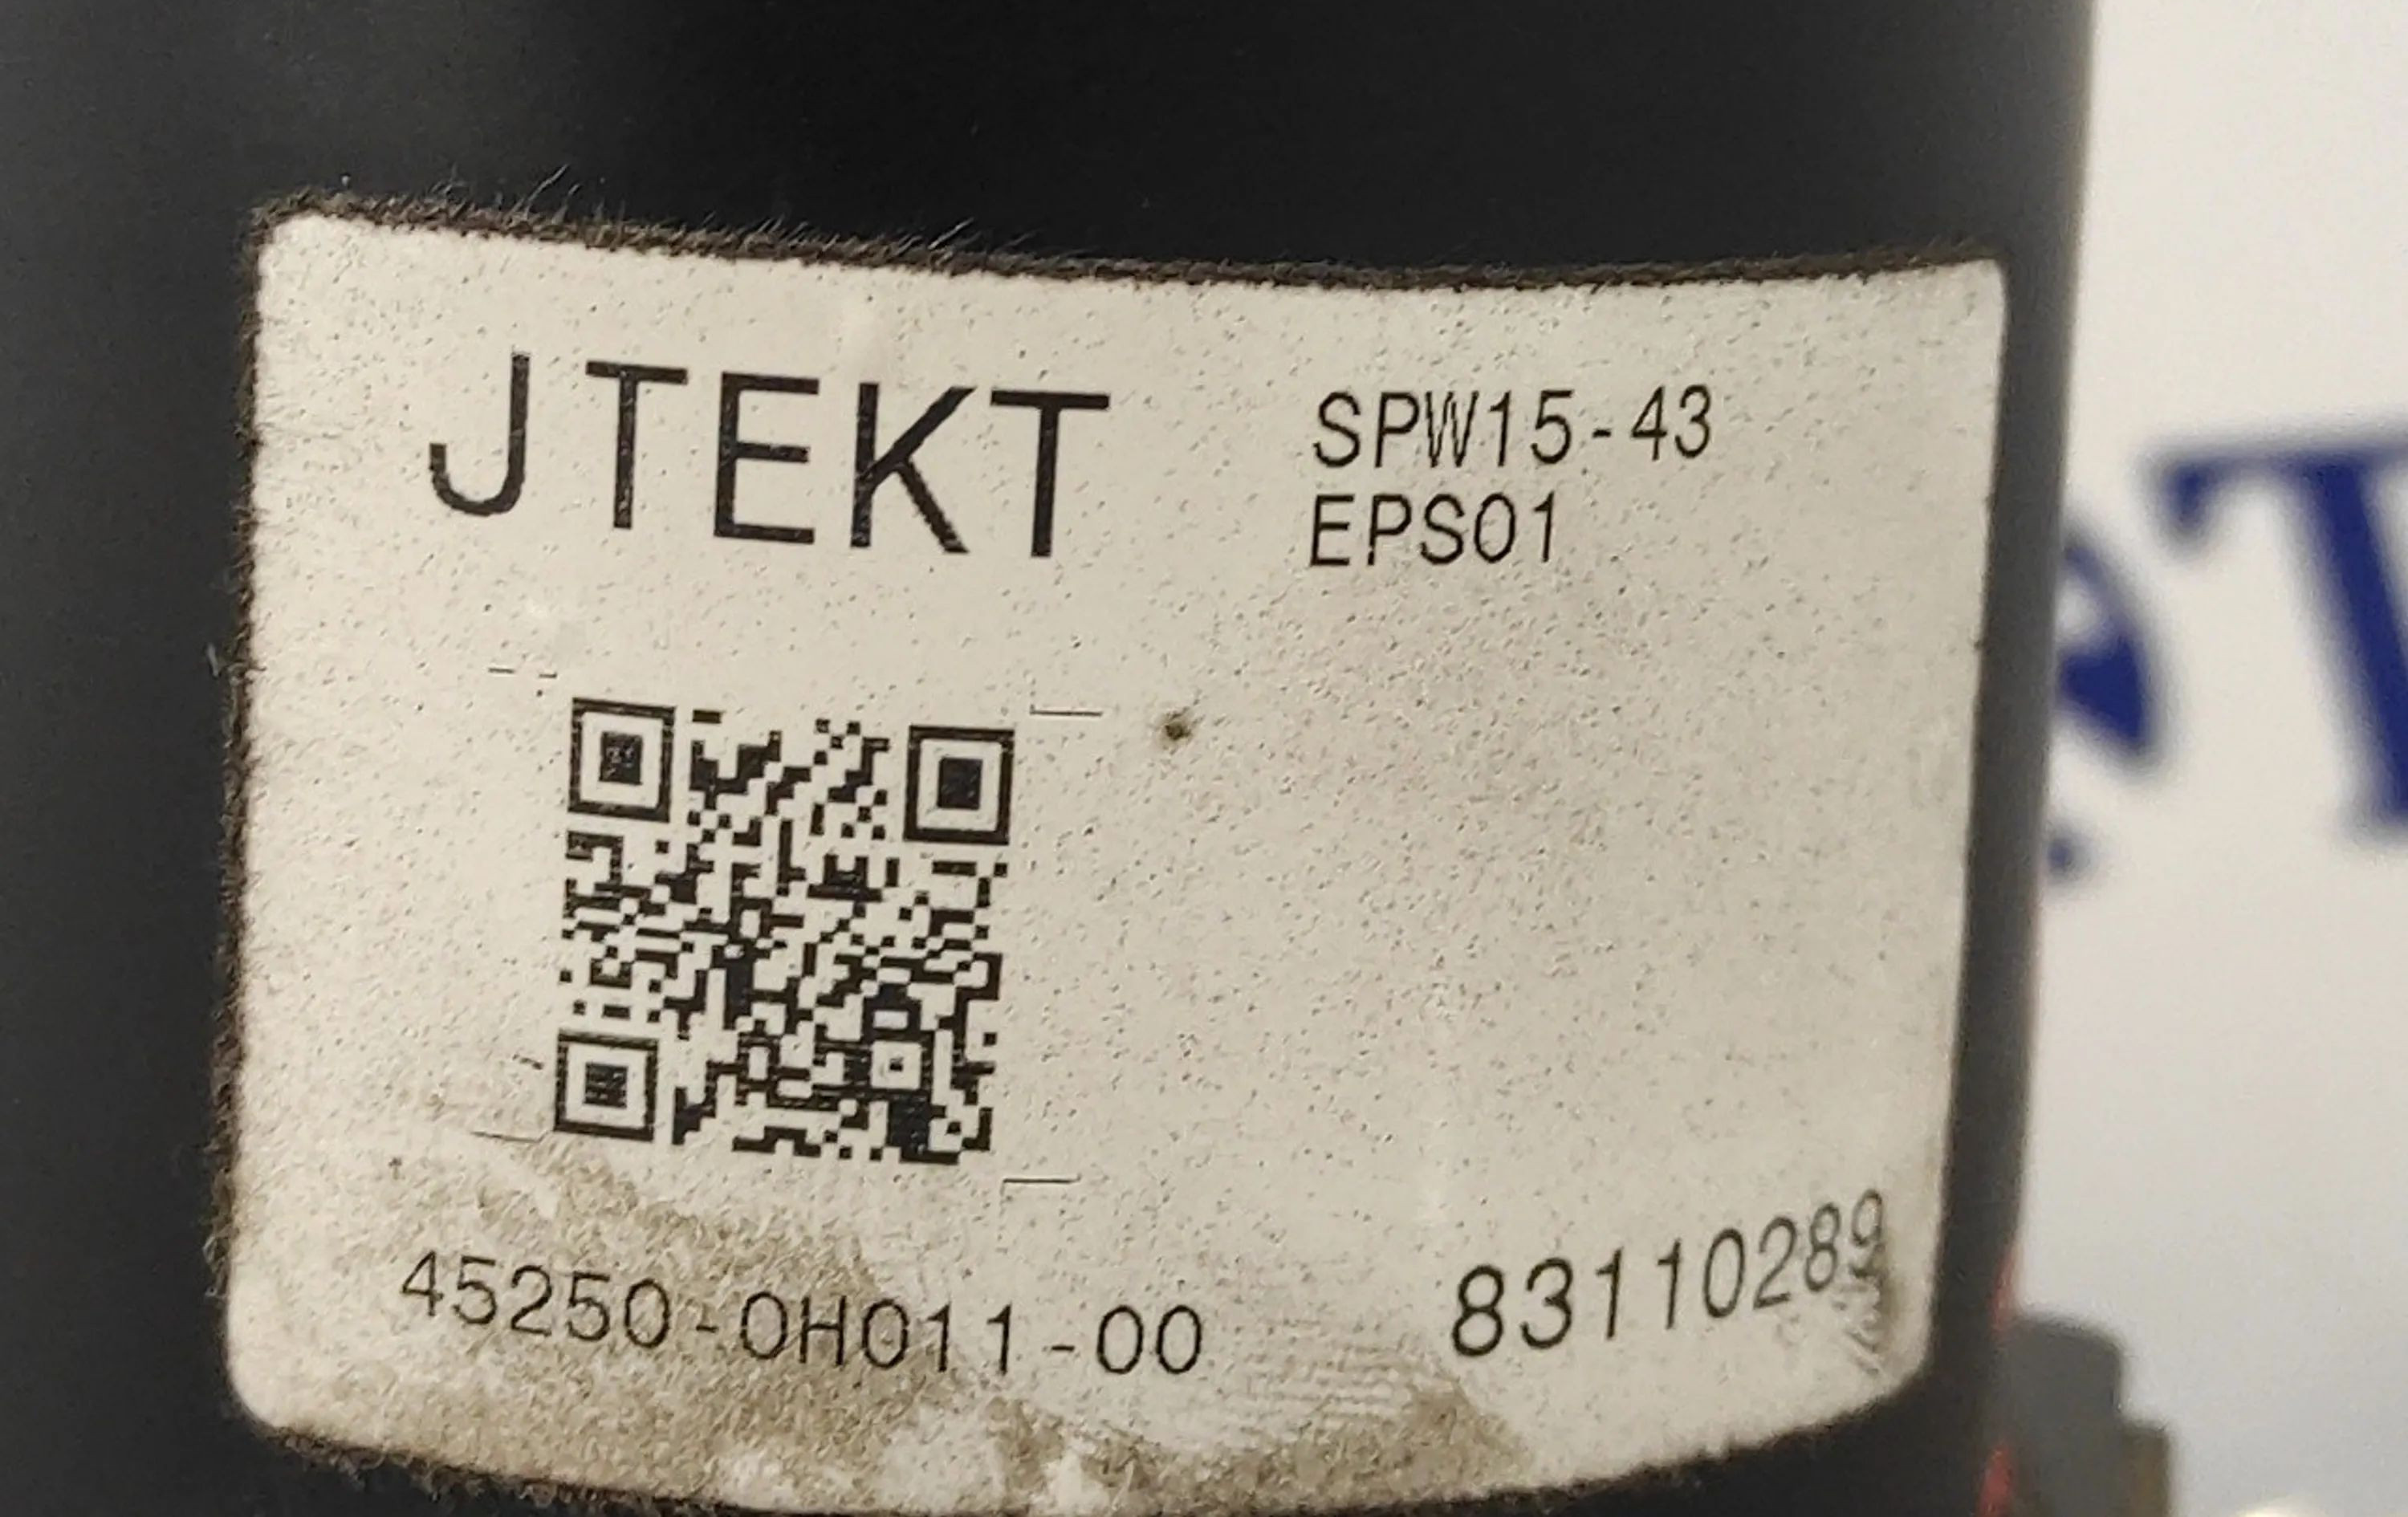 JTEKT
SPW15-43
EPS01
45250-0H011-00
83110289
T